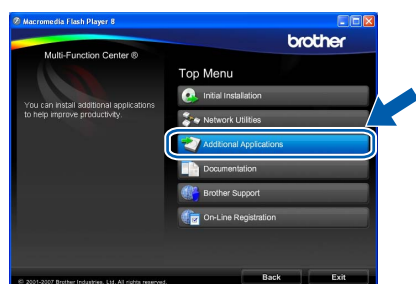 Macromedia Flash Player 8
brother
Multi-Function Center ®
Top Menu
Initial Installation
You can install additional applications
to help improve productivity.
Network Utilities
Additional Applications
Documentation
Brother Support
On-Line Registration
Back
Exit
© 2001-2007 Brother Industries, Ltd. All rights reserved.